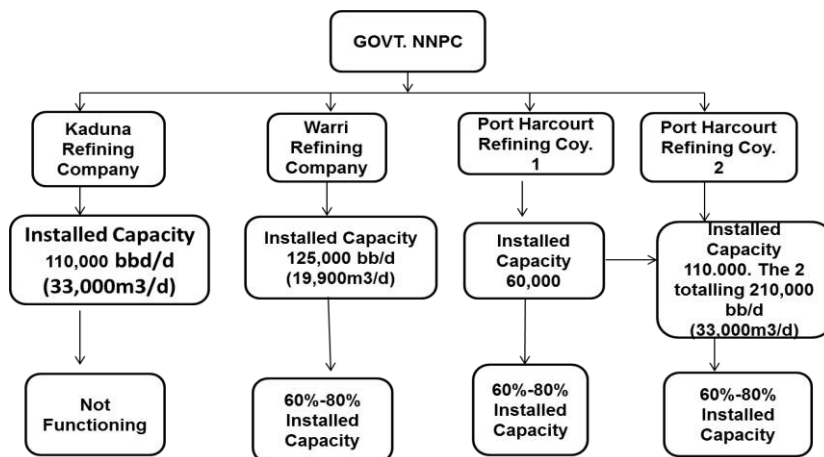 GOVT. NNPC
Kaduna
Refining
Company
Warri
Refining
Company
Port Harcourt
Refining Coy.
1
Port Harcourt
Refining Coy.
2
Installed Capacity
110,000 bbd/d
(33,000m3/d)
Installed Capacity
125,000 bb/d
(19,900m3/d)
Installed
Capacity
60,000
Installed
Capacity
110.000. The 2
totalling 210,000
bb/d
(33,000m3/d)
Not
Functioning
60%-80%
Installed
Capacity
60%-80%
Installed
Capacity
60%-80%
Installed
Capacity